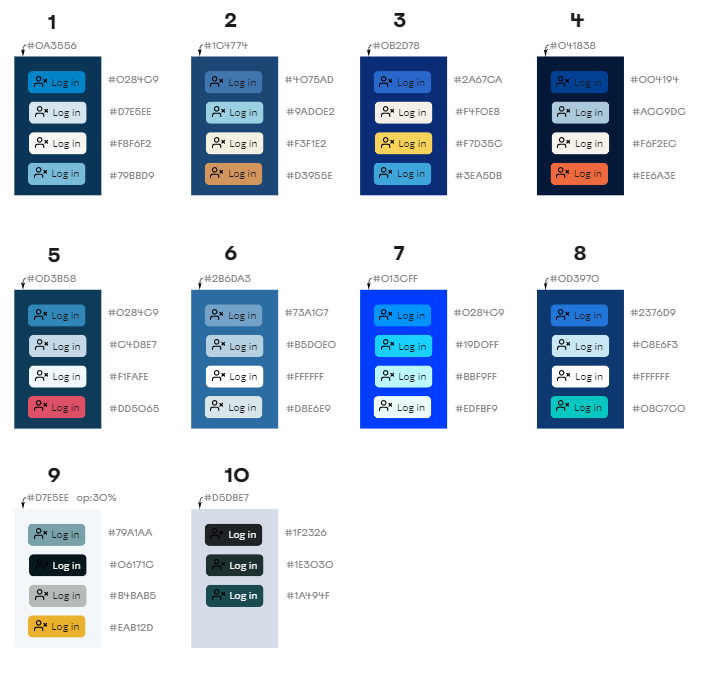 1 2 3 4
#0A3556 #1C4774 #0B2D78 #041838
Log in #0284C9 Log in #4075AD Log in #2A67CA Log in #004194
Log in #D7E5EE Log in #9AD0E2 Log in #F4F0E8 Log in #ACC9DC
Log in #F8F6F2 Log in #F3F1E2 Log in #F7D35C Log in #F6F2EC
Log in #79BBD9 Log in #D3955E Log in #3EA5DB Log in #EE6A3E
5 6 7 8
#0D3B58 #2B6DA3 #013CFF #0D3970
Log in #0284C9 Log in #73A1C7 Log in #0284C9 Log in #2376D9
Log in #C4D8E7 Log in #B5D0E0 Log in #19D0FF Log in #C8E6F3
Log in #F1FAFE Log in #FFFFFF Log in #BBF9FF Log in #FFFFFF
Log in #DD5065 Log in #D8E6E9 Log in #EDFBF9 Log in #08C7C0
9 10
#D7E5EE op:30% #D5DBE7
Log in #79A1AA Log in #1F2326
Log in #06171C Log in #1E3030
Log in #B4BAB5 Log in #1A494F
Log in #EAB12D